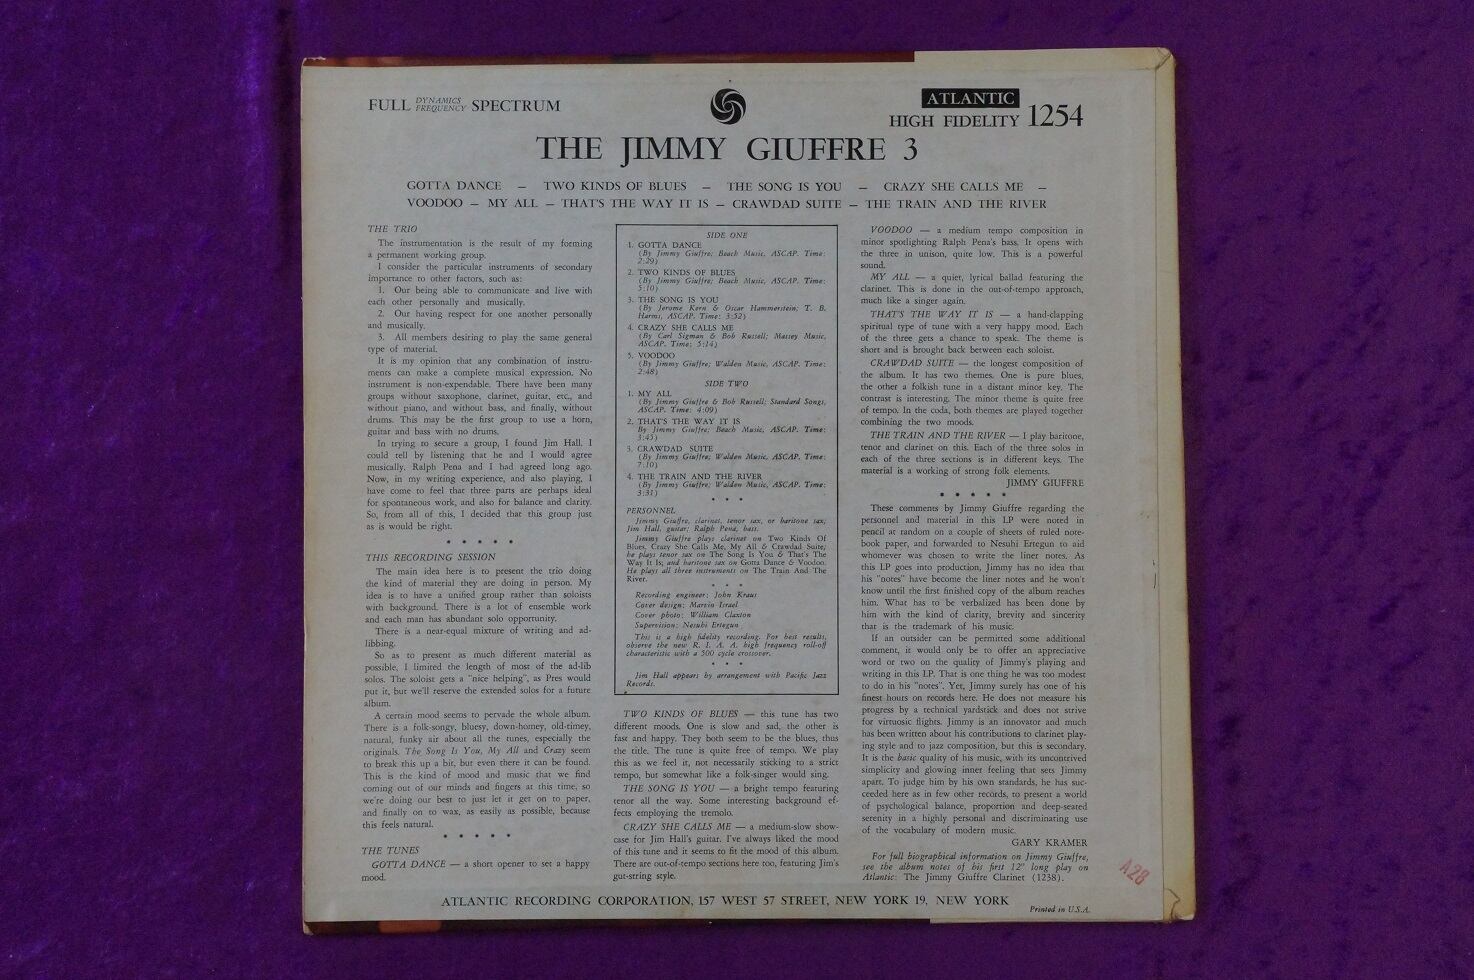 FULL DYNAMICS FREQUENCY SPECTRUM
ATLANTIC
HIGH FIDELITY 1254
THE JIMMY GIUFFRE 3
GOTTA DANCE – TWO KINDS OF BLUES – THE SONG IS YOU – CRAZY SHE CALLS ME –
VOODOO – MY ALL – THAT'S THE WAY IT IS – CRAWDAD SUITE – THE TRAIN AND THE RIVER
THE TRIO
The instrumentation is the result of my forming
a permanent working group.
I consider the particular instruments of secondary
importance to other factors, such as:
1. Our being able to communicate and live with
each other personally and musically.
2. Our having respect for one another personally
and musically.
3. All members desiring to play the same general
type of material.
It is my opinion that any combination of instru-
ments can make a complete musical expression. No
instrument is non-expendable. There have been many
groups without saxophone, clarinet, guitar, etc., and
without piano, and without bass, and finally, without
drums. This may be the first group to use a horn,
guitar and bass with no drums.
In trying to secure a group, I found Jim Hall. I
could tell by listening that he and I would agree
musically. Ralph Pena and I had agreed long ago.
Now, in my writing experience, and also playing, I
have come to feel that three parts are perhaps ideal
for spontaneous work, and also for balance and clarity.
So, from all of this, I decided that this group just
as is would be right.
* * * * *
THIS RECORDING SESSION
The main idea here is to present the trio doing
the kind of material they are doing in person. My
idea is to have a unified group rather than soloists
with background. There is a lot of ensemble work
and each man has abundant solo opportunity.
There is a near-equal mixture of writing and ad-
libbing.
So as to present as much different material as
possible, I limited the length of most of the ad-lib
solos. The soloist gets a "nice helping", as Pres would
put it, but we'll reserve the extended solos for a future
album.
A certain mood seems to pervade the whole album.
There is a folk-songy, bluesy, down-homey, old-timey,
natural, funky air about all the tunes, especially the
originals. The Song Is You, My All and Crazy seem
to break this up a bit, but even there it can be found.
This is the kind of mood and music that we find
coming out of our minds and fingers at this time, so
we're doing our best to just let it get on to paper,
and finally on to wax, as easily as possible, because
this feels natural.
* * * * *
THE TUNES
GOTTA DANCE — a short opener to set a happy
mood.
SIDE ONE
1. GOTTA DANCE
(By Jimmy Giuffre; Beach Music, ASCAP. Time:
2:29)
2. TWO KINDS OF BLUES
(By Jimmy Giuffre; Beach Music, ASCAP. Time:
5:10)
3. THE SONG IS YOU
(By Jerome Kern & Oscar Hammerstein; T. B.
Harms, ASCAP. Time: 3:52)
4. CRAZY SHE CALLS ME
(By Carl Sigman & Bob Russell; Massey Music,
ASCAP. Time; 5:14)
5. VOODOO
(By Jimmy Giuffre; Walden Music, ASCAP. Time:
2:48)
SIDE TWO
1. MY ALL
(By Jimmy Giuffre & Bob Russell; Standard Songs,
ASCAP. Time: 4:09)
2. THAT'S THE WAY IT IS
By Jimmy Giuffre; Beach Music, ASCAP. Time:
3:45)
3. CRAWDAD SUITE
(By Jimmy Giuffre; Walden Music, ASCAP. Time:
7:10)
4. THE TRAIN AND THE RIVER
(By Jimmy Giuffre; Walden Music, ASCAP. Time:
3:31)
* * *
PERSONNEL
Jimmy Giuffre, clarinet, tenor sax, or baritone sax;
Jim Hall, guitar; Ralph Pena, bass.
Jimmy Giuffre plays clarinet on Two Kinds Of
Blues, Crazy She Calls Me, My All & Crawdad Suite;
he plays tenor sax on The Song Is You & That's The
Way It Is; and baritone sax on Gotta Dance & Voodoo.
He plays all three instruments on The Train And The
River.
* * *
Recording engineer: John Kraus
Cover design: Marvin Israel
Cover photo: William Claxton
Supervision: Nesuhi Ertegun
This is a high fidelity recording. For best results,
observe the new R. I. A. A. high frequency roll-off
characteristic with a 500 cycle crossover.
* * *
Jim Hall appears by arrangement with Pacific Jazz
Records.
TWO KINDS OF BLUES — this tune has two
different moods. One is slow and sad, the other is
fast and happy. They both seem to be the blues, thus
the title. The tune is quite free of tempo. We play
this as we feel it, not necessarily sticking to a strict
tempo, but somewhat like a folk-singer would sing.
THE SONG IS YOU — a bright tempo featuring
tenor all the way. Some interesting background ef-
fects employing the tremolo.
CRAZY SHE CALLS ME — a medium-slow show-
case for Jim Hall's guitar. I've always liked the mood
of this tune and it seems to fit the mood of this album.
There are out-of-tempo sections here too, featuring Jim's
gut-string style.
VOODOO — a medium tempo composition in
minor spotlighting Ralph Pena's bass. It opens with
the three in unison, quite low. This is a powerful
sound.
MY ALL — a quiet, lyrical ballad featuring the
clarinet. This is done in the out-of-tempo approach,
much like a singer again.
THAT'S THE WAY IT IS — a hand-clapping
spiritual type of tune with a very happy mood. Each
of the three gets a chance to speak. The theme is
short and is brought back between each soloist.
CRAWDAD SUITE — the longest composition of
the album. It has two themes. One is pure blues,
the other a folkish tune in a distant minor key. The
contrast is interesting. The minor theme is quite free
of tempo. In the coda, both themes are played together
combining the two moods.
THE TRAIN AND THE RIVER — I play baritone,
tenor and clarinet on this. Each of the three solos in
each of the three sections is in different keys. The
material is a working of strong folk elements.
JIMMY GIUFFRE
* * * * *
These comments by Jimmy Giuffre regarding the
personnel and material in this LP were noted in
pencil at random on a couple of sheets of ruled note-
book paper, and forwarded to Nesuhi Ertegun to aid
whomever was chosen to write the liner notes. As
this LP goes into production, Jimmy has no idea that
his "notes" have become the liner notes and he won't
know until the first finished copy of the album reaches
him. What has to be verbalized has been done by
him with the kind of clarity, brevity and sincerity
that is the trademark of his music.
If an outsider can be permitted some additional
comment, it would only be to offer an appreciative
word or two on the quality of Jimmy's playing and
writing in this LP. That is one thing he was too modest
to do in his "notes". Yet, Jimmy surely has one of his
finest hours on records here. He does not measure his
progress by a technical yardstick and does not strive
for virtuosic flights. Jimmy is an innovator and much
has been written about his contributions to clarinet play-
ing style and to jazz composition, but this is secondary.
It is the basic quality of his music, with its uncontrived
simplicity and glowing inner feeling that sets Jimmy
apart. To judge him by his own standards, he has suc-
ceeded here as in few other records, to present a world
of psychological balance, proportion and deep-seated
serenity in a highly personal and discriminating use
of the vocabulary of modern music.
GARY KRAMER
For full biographical information on Jimmy Giuffre,
see the album notes of his first 12" long play on
Atlantic: The Jimmy Giuffre Clarinet (1238).
A28
ATLANTIC RECORDING CORPORATION, 157 WEST 57 STREET, NEW YORK 19, NEW YORK
Printed in U.S.A.